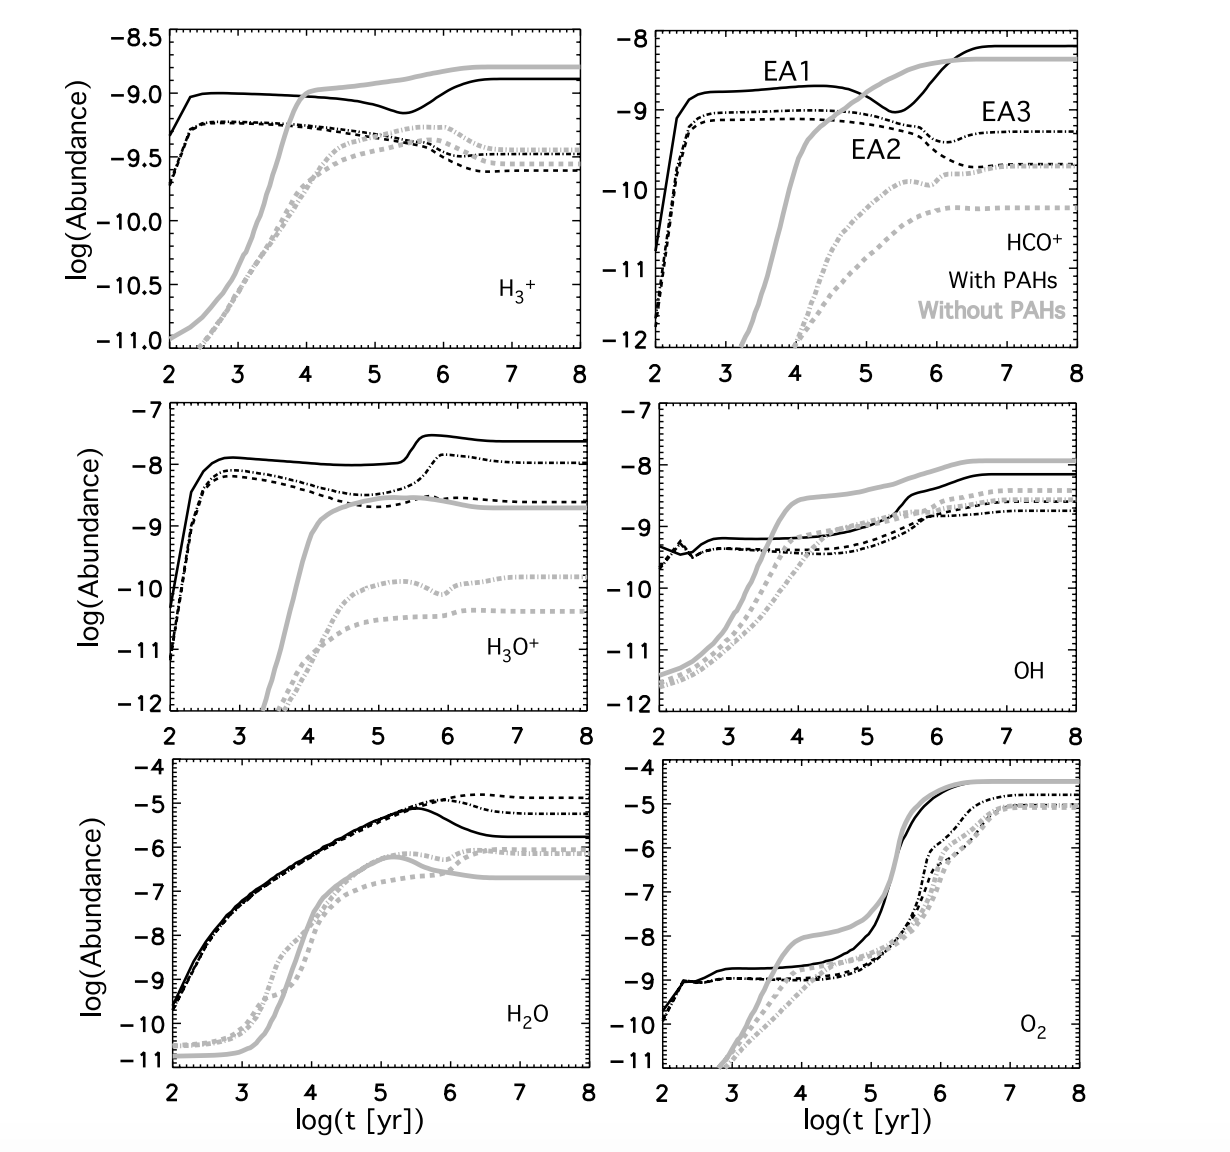 −8.5
−9.0
−9.5
−10.0
−10.5
−11.0
log(Abundance)
H₃⁺
2 3 4 5 6 7 8
−8
−9
−10
−11
−12
EA1
EA3
EA2
HCO⁺
With PAHs
Without PAHs
2 3 4 5 6 7 8
−7
−8
−9
−10
−11
−12
log(Abundance)
H₃O⁺
2 3 4 5 6 7 8
−7
−8
−9
−10
−11
−12
OH
2 3 4 5 6 7 8
−4
−5
−6
−7
−8
−9
−10
−11
log(Abundance)
H₂O
2 3 4 5 6 7 8
log(t [yr])
−4
−5
−6
−7
−8
−9
−10
−11
O₂
2 3 4 5 6 7 8
log(t [yr])